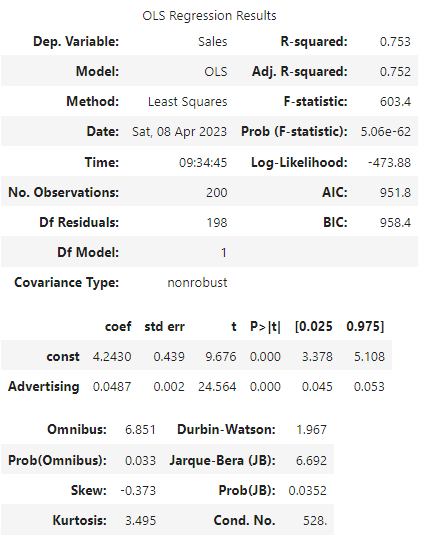 OLS Regression Results
Dep. Variable: Sales R-squared: 0.753
Model: OLS Adj. R-squared: 0.752
Method: Least Squares F-statistic: 603.4
Date: Sat, 08 Apr 2023 Prob (F-statistic): 5.06e-62
Time: 09:34:45 Log-Likelihood: -473.88
No. Observations: 200 AIC: 951.8
Df Residuals: 198 BIC: 958.4
Df Model: 1
Covariance Type: nonrobust
coef std err t P>|t| [0.025 0.975]
const 4.2430 0.439 9.676 0.000 3.378 5.108
Advertising 0.0487 0.002 24.564 0.000 0.045 0.053
Omnibus: 6.851 Durbin-Watson: 1.967
Prob(Omnibus): 0.033 Jarque-Bera (JB): 6.692
Skew: -0.373 Prob(JB): 0.0352
Kurtosis: 3.495 Cond. No. 528.